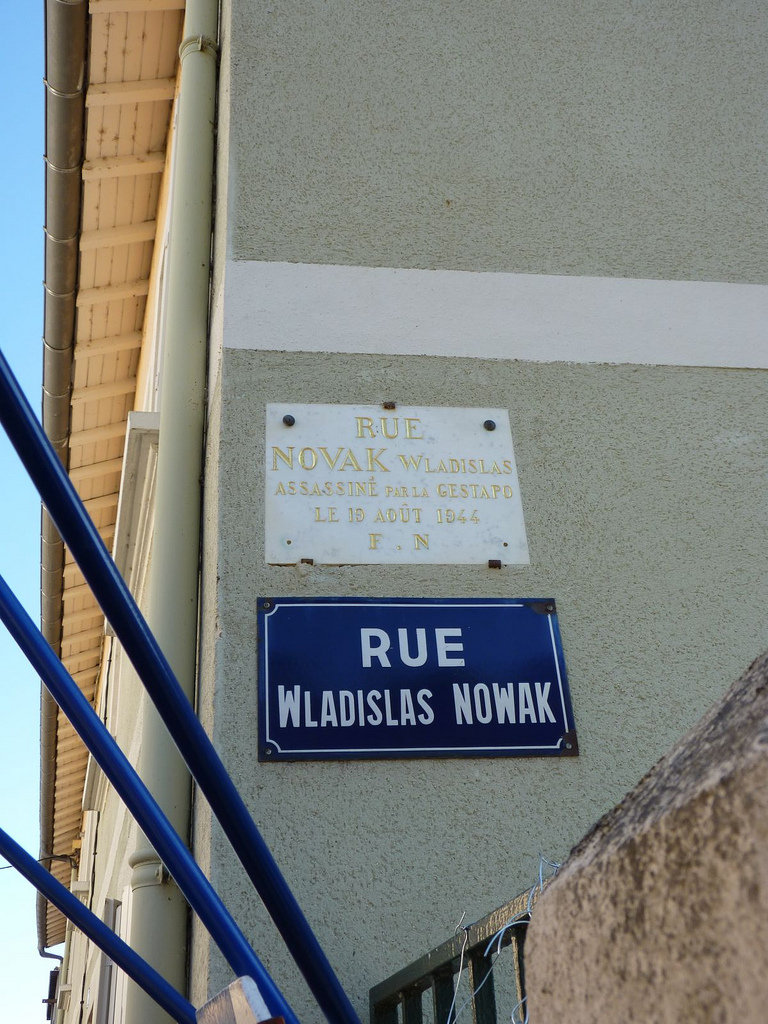 RUE
NOVAK WLADISLAS
ASSASSINÉ PAR LA GESTAPO
LE 19 AOÛT 1944
F. N
RUE
WLADISLAS NOWAK